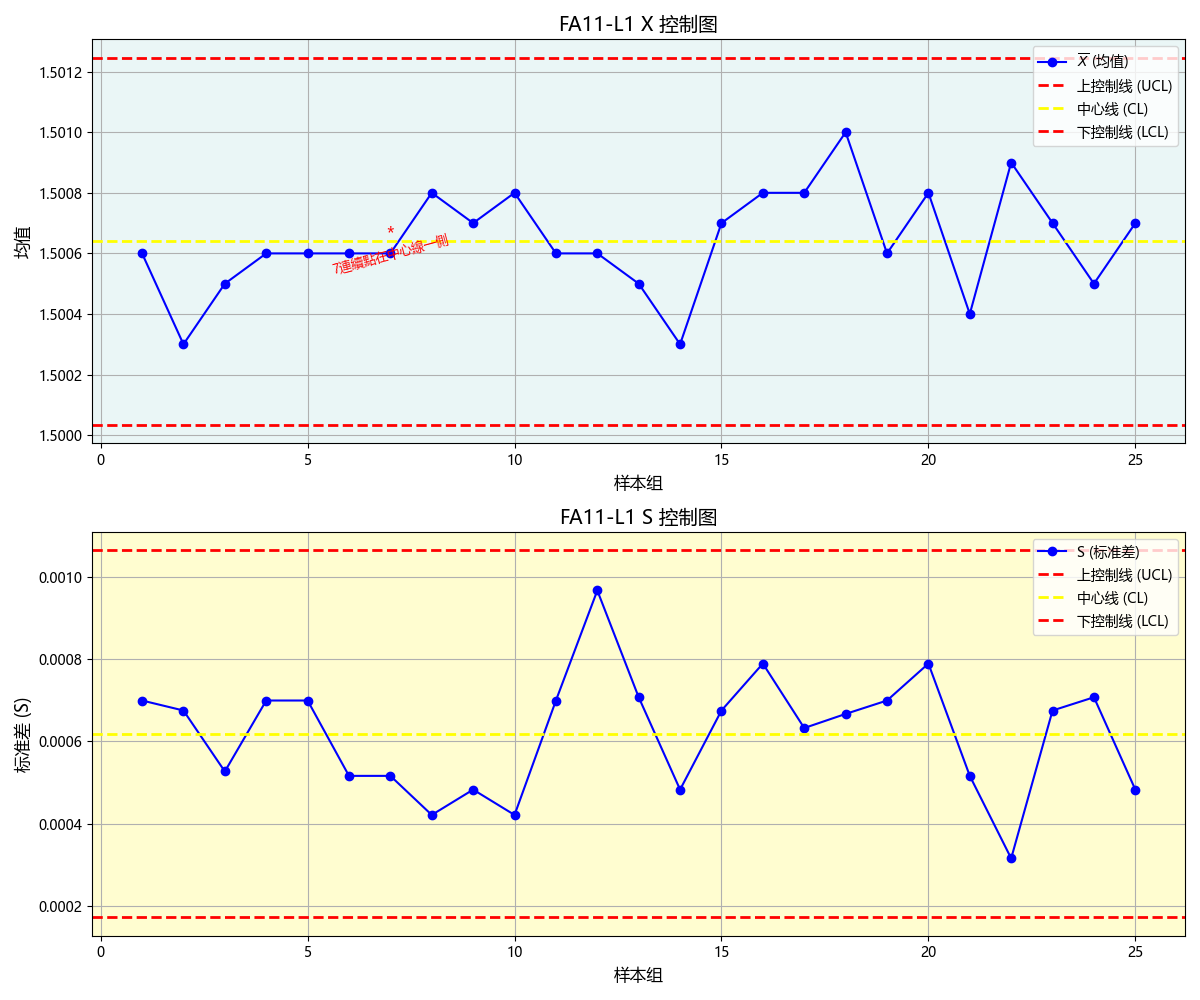 FA11-L1 X 控制图
1.5012
1.5010
1.5008
1.5006
1.5004
1.5002
1.5000
均值
X (均值)
上控制线 (UCL)
中心线 (CL)
下控制线 (LCL)
*
7連續點在中心線一側
0 5 10 15 20 25
样本组
FA11-L1 S 控制图
0.0010
0.0008
0.0006
0.0004
0.0002
标准差 (S)
S (标准差)
上控制线 (UCL)
中心线 (CL)
下控制线 (LCL)
0 5 10 15 20 25
样本组